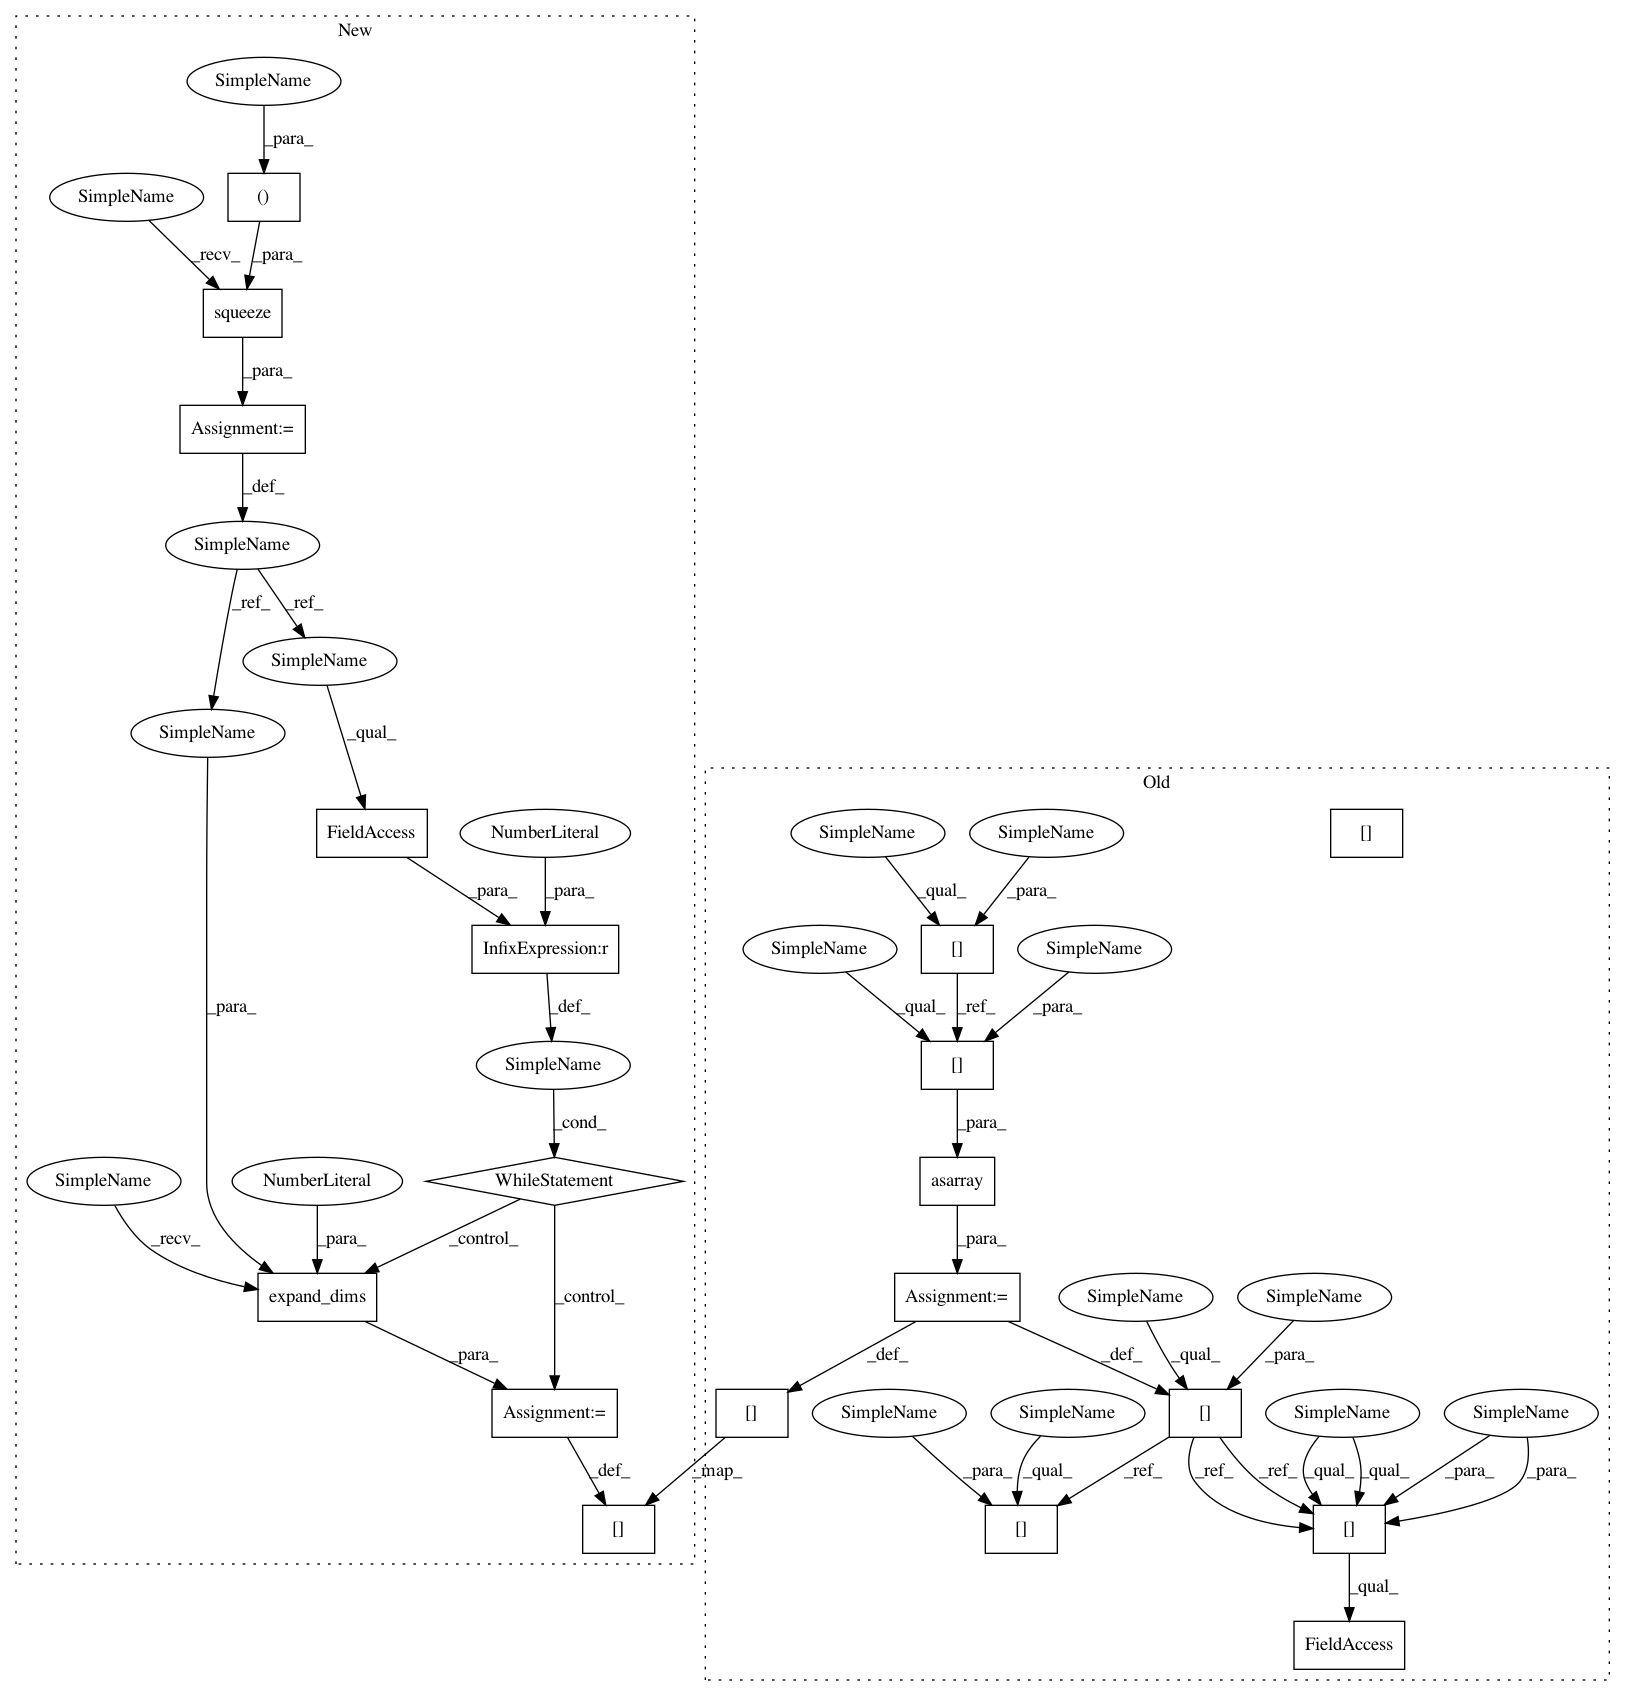 New
SimpleName
_para_
SimpleName
()
_recv_
_para_
squeeze
_para_
Assignment:=
_def_
SimpleName
_ref_
_ref_
SimpleName
SimpleName
_qual_
FieldAccess
NumberLiteral
_para_
_para_
InfixExpression:r
_para_
_def_
SimpleName
_cond_
SimpleName
NumberLiteral
WhileStatement
_recv_
_para_
_control_
expand_dims
_control_
_para_
Assignment:=
_def_
_map_
[]
Old
SimpleName
SimpleName
[]
_qual_
_para_
SimpleName
[]
SimpleName
_qual_
_ref_
_para_
[]
_para_
asarray
_para_
Assignment:=
SimpleName
SimpleName
_def_
_def_
_qual_
_para_
[]
SimpleName
SimpleName
[]
SimpleName
SimpleName
_para_
_qual_
_ref_
_ref_
_ref_
_qual_
_qual_
_para_
_para_
[]
[]
_qual_
FieldAccess